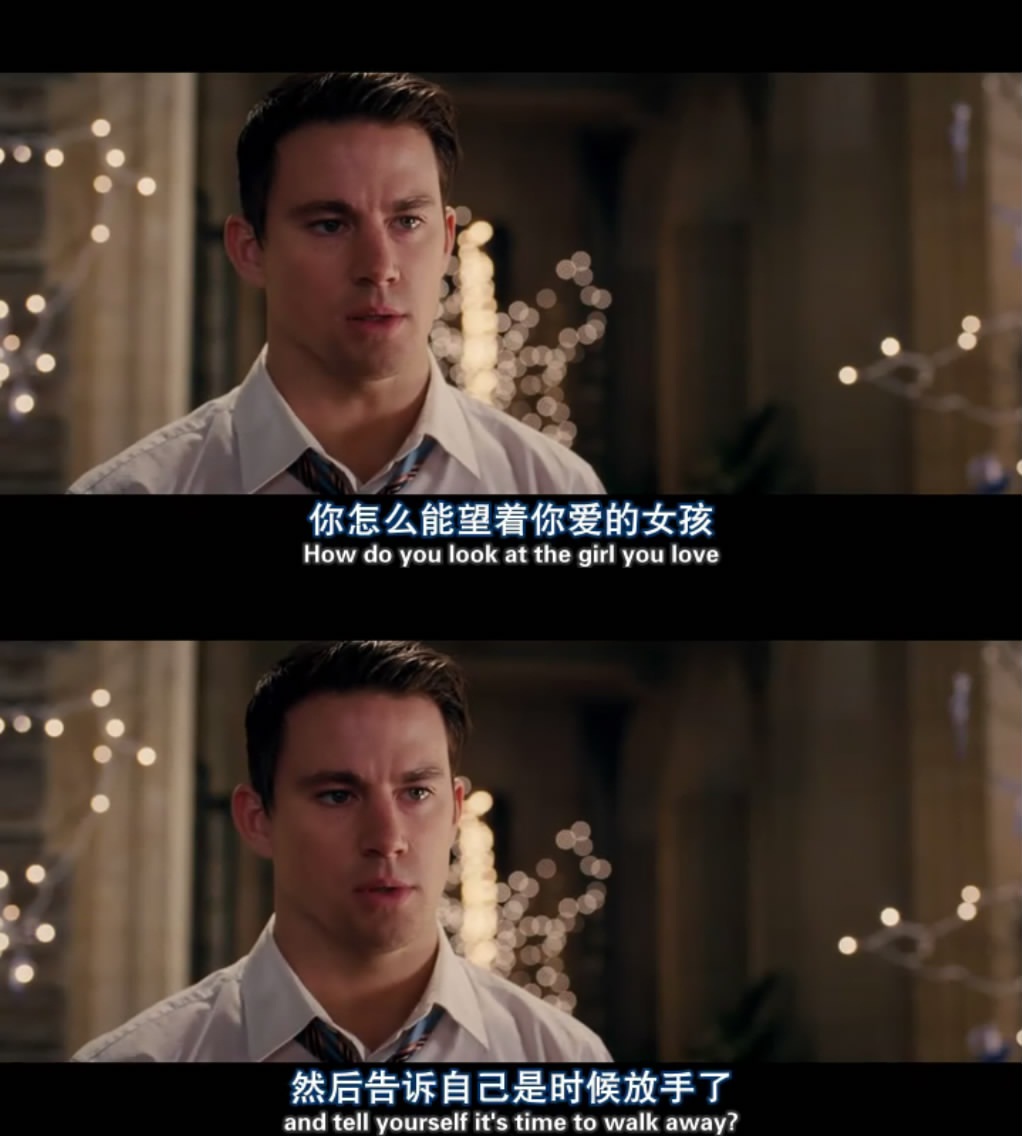 你怎么能望着你爱的女孩
How do you look at the girl you love
然后告诉自己是时候放手了
and tell yourself it's time to walk away?